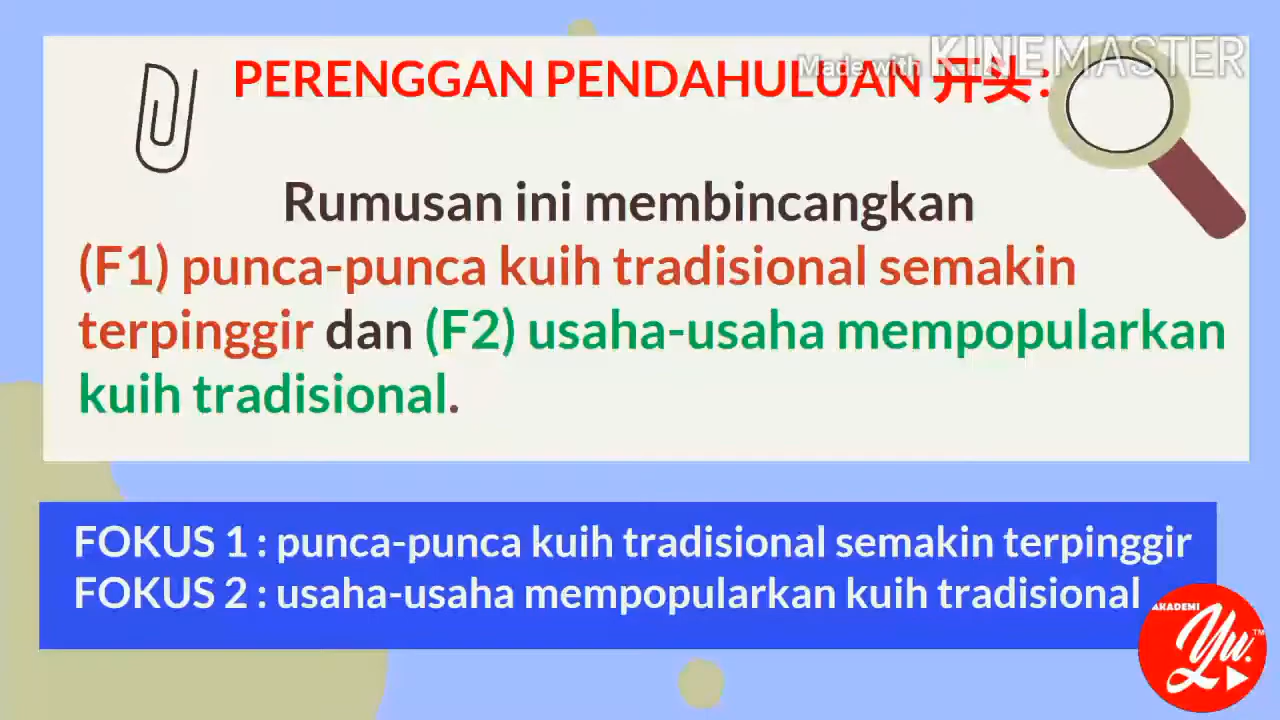 Made with KINEMASTER
PERENGGAN PENDAHULUAN 开头:
Rumusan ini membincangkan
(F1) punca-punca kuih tradisional semakin
terpinggir dan (F2) usaha-usaha mempopularkan
kuih tradisional.
FOKUS 1 : punca-punca kuih tradisional semakin terpinggir
FOKUS 2 : usaha-usaha mempopularkan kuih tradisional
AKADEMI
Yu.™